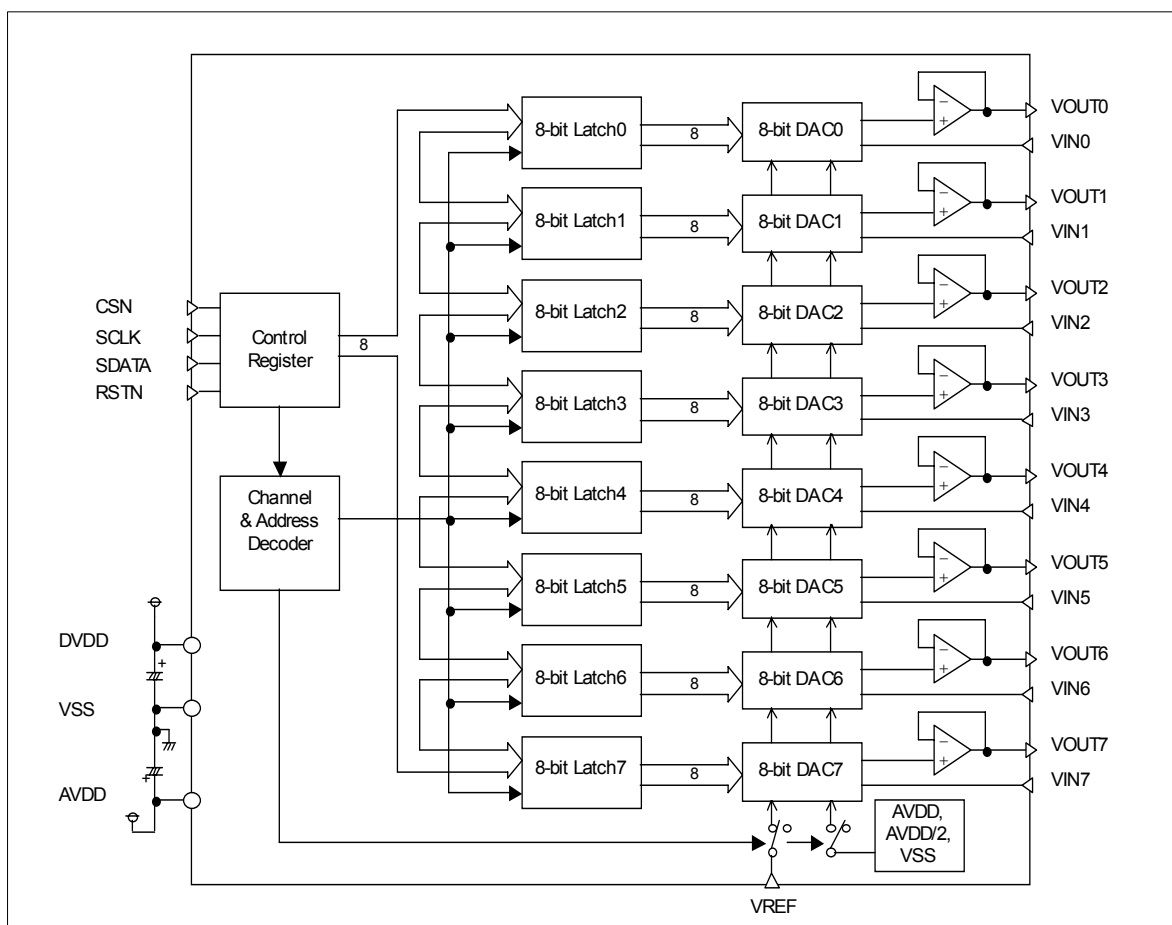 8-bit Latch0
8
8-bit DAC0
−
+
VOUT0
VIN0
8-bit Latch1
8
8-bit DAC1
−
+
VOUT1
VIN1
8-bit Latch2
8
8-bit DAC2
−
+
VOUT2
VIN2
CSN
SCLK
SDATA
RSTN
Control
Register
8
8-bit Latch3
8
8-bit DAC3
−
+
VOUT3
VIN3
Channel
& Address
Decoder
8-bit Latch4
8
8-bit DAC4
−
+
VOUT4
VIN4
8-bit Latch5
8
8-bit DAC5
−
+
VOUT5
VIN5
DVDD
+
VSS
+
AVDD
8-bit Latch6
8
8-bit DAC6
−
+
VOUT6
VIN6
8-bit Latch7
8
8-bit DAC7
−
+
VOUT7
VIN7
AVDD,
AVDD/2,
VSS
VREF